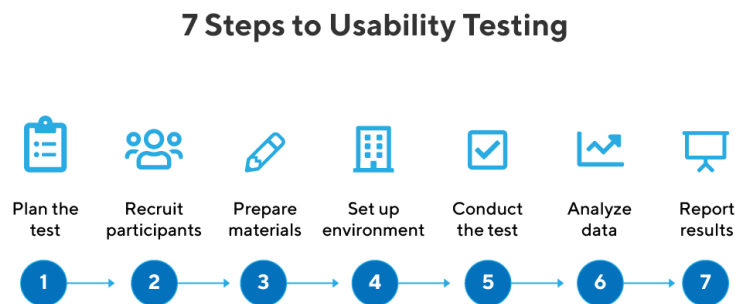 7 Steps to Usability Testing
Plan the
test
Recruit
participants
Prepare
materials
Set up
environment
Conduct
the test
Analyze
data
Report
results
1
2
3
4
5
6
7